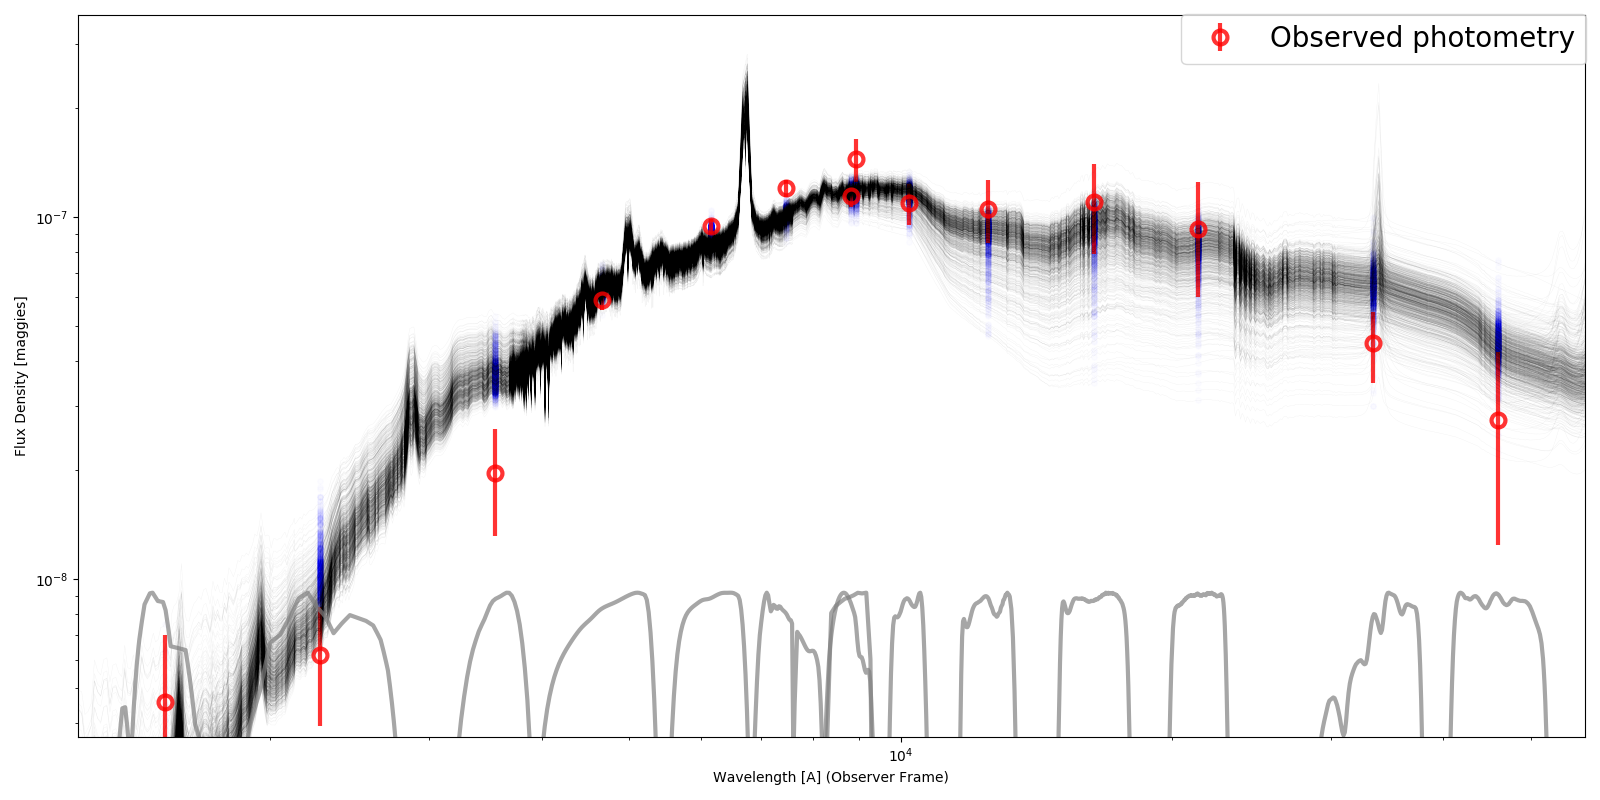 Observed photometry
Flux Density [maggies]
10⁻⁷
10⁻⁸
10⁴
Wavelength [A] (Observer Frame)